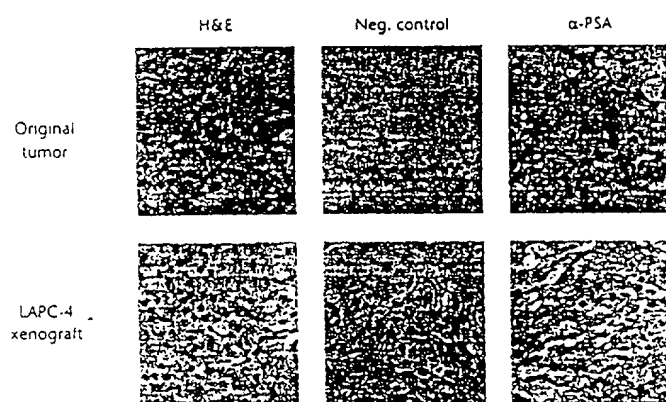 H&E
Neg. control
α-PSA
Original
tumor
LAPC-4
xenograft